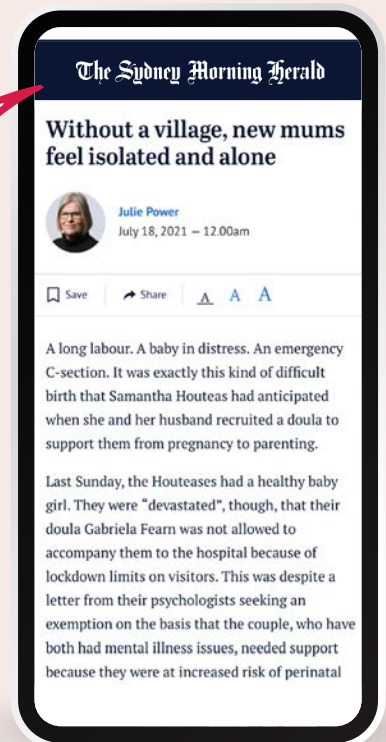 The Sydney Morning Herald
Without a village, new mums
feel isolated and alone
Julie Power
July 18, 2021 — 12.00am
Save Share A A A
A long labour. A baby in distress. An emergency
C-section. It was exactly this kind of difficult
birth that Samantha Houteas had anticipated
when she and her husband recruited a doula to
support them from pregnancy to parenting.
Last Sunday, the Houteases had a healthy baby
girl. They were “devastated”, though, that their
doula Gabriela Fearn was not allowed to
accompany them to the hospital because of
lockdown limits on visitors. This was despite a
letter from their psychologists seeking an
exemption on the basis that the couple, who have
both had mental illness issues, needed support
because they were at increased risk of perinatal